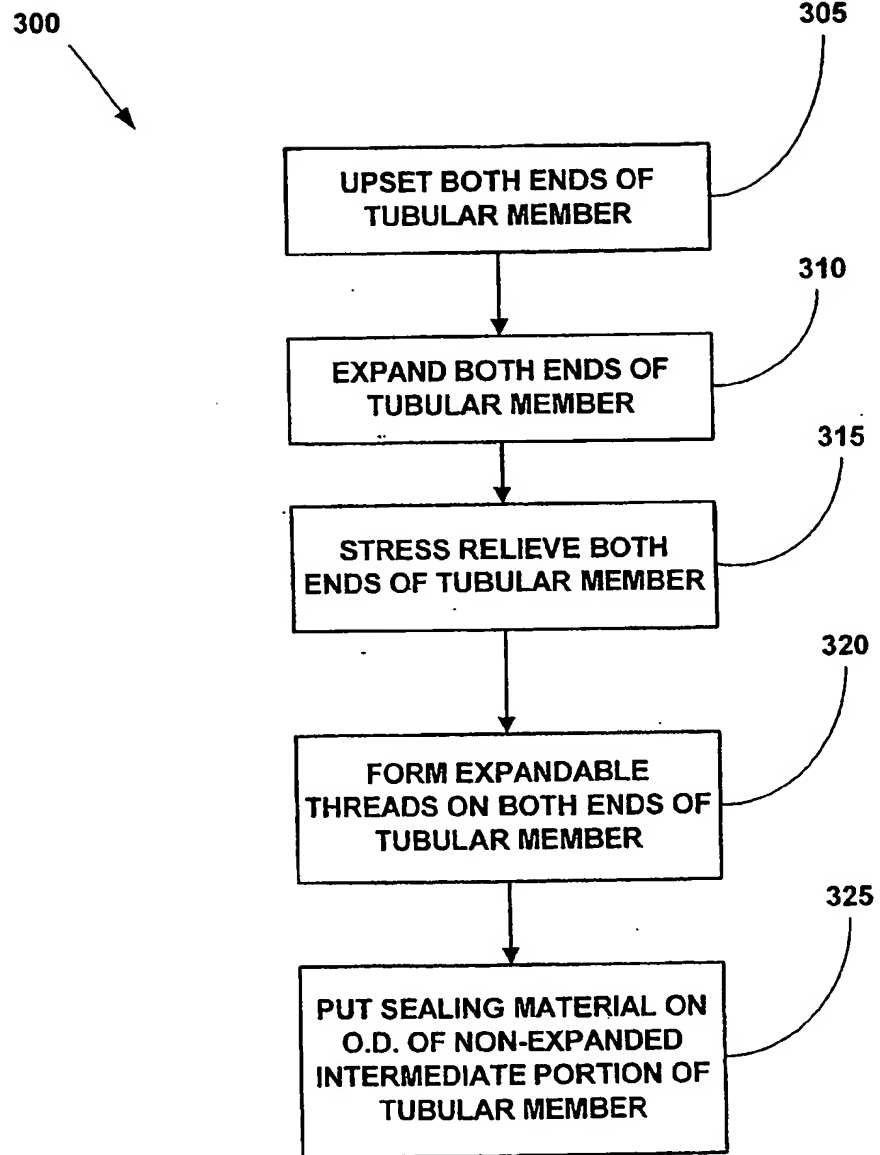 300
305
UPSET BOTH ENDS OF
TUBULAR MEMBER
310
EXPAND BOTH ENDS OF
TUBULAR MEMBER
315
STRESS RELIEVE BOTH
ENDS OF TUBULAR MEMBER
320
FORM EXPANDABLE
THREADS ON BOTH ENDS OF
TUBULAR MEMBER
325
PUT SEALING MATERIAL ON
O.D. OF NON-EXPANDED
INTERMEDIATE PORTION OF
TUBULAR MEMBER